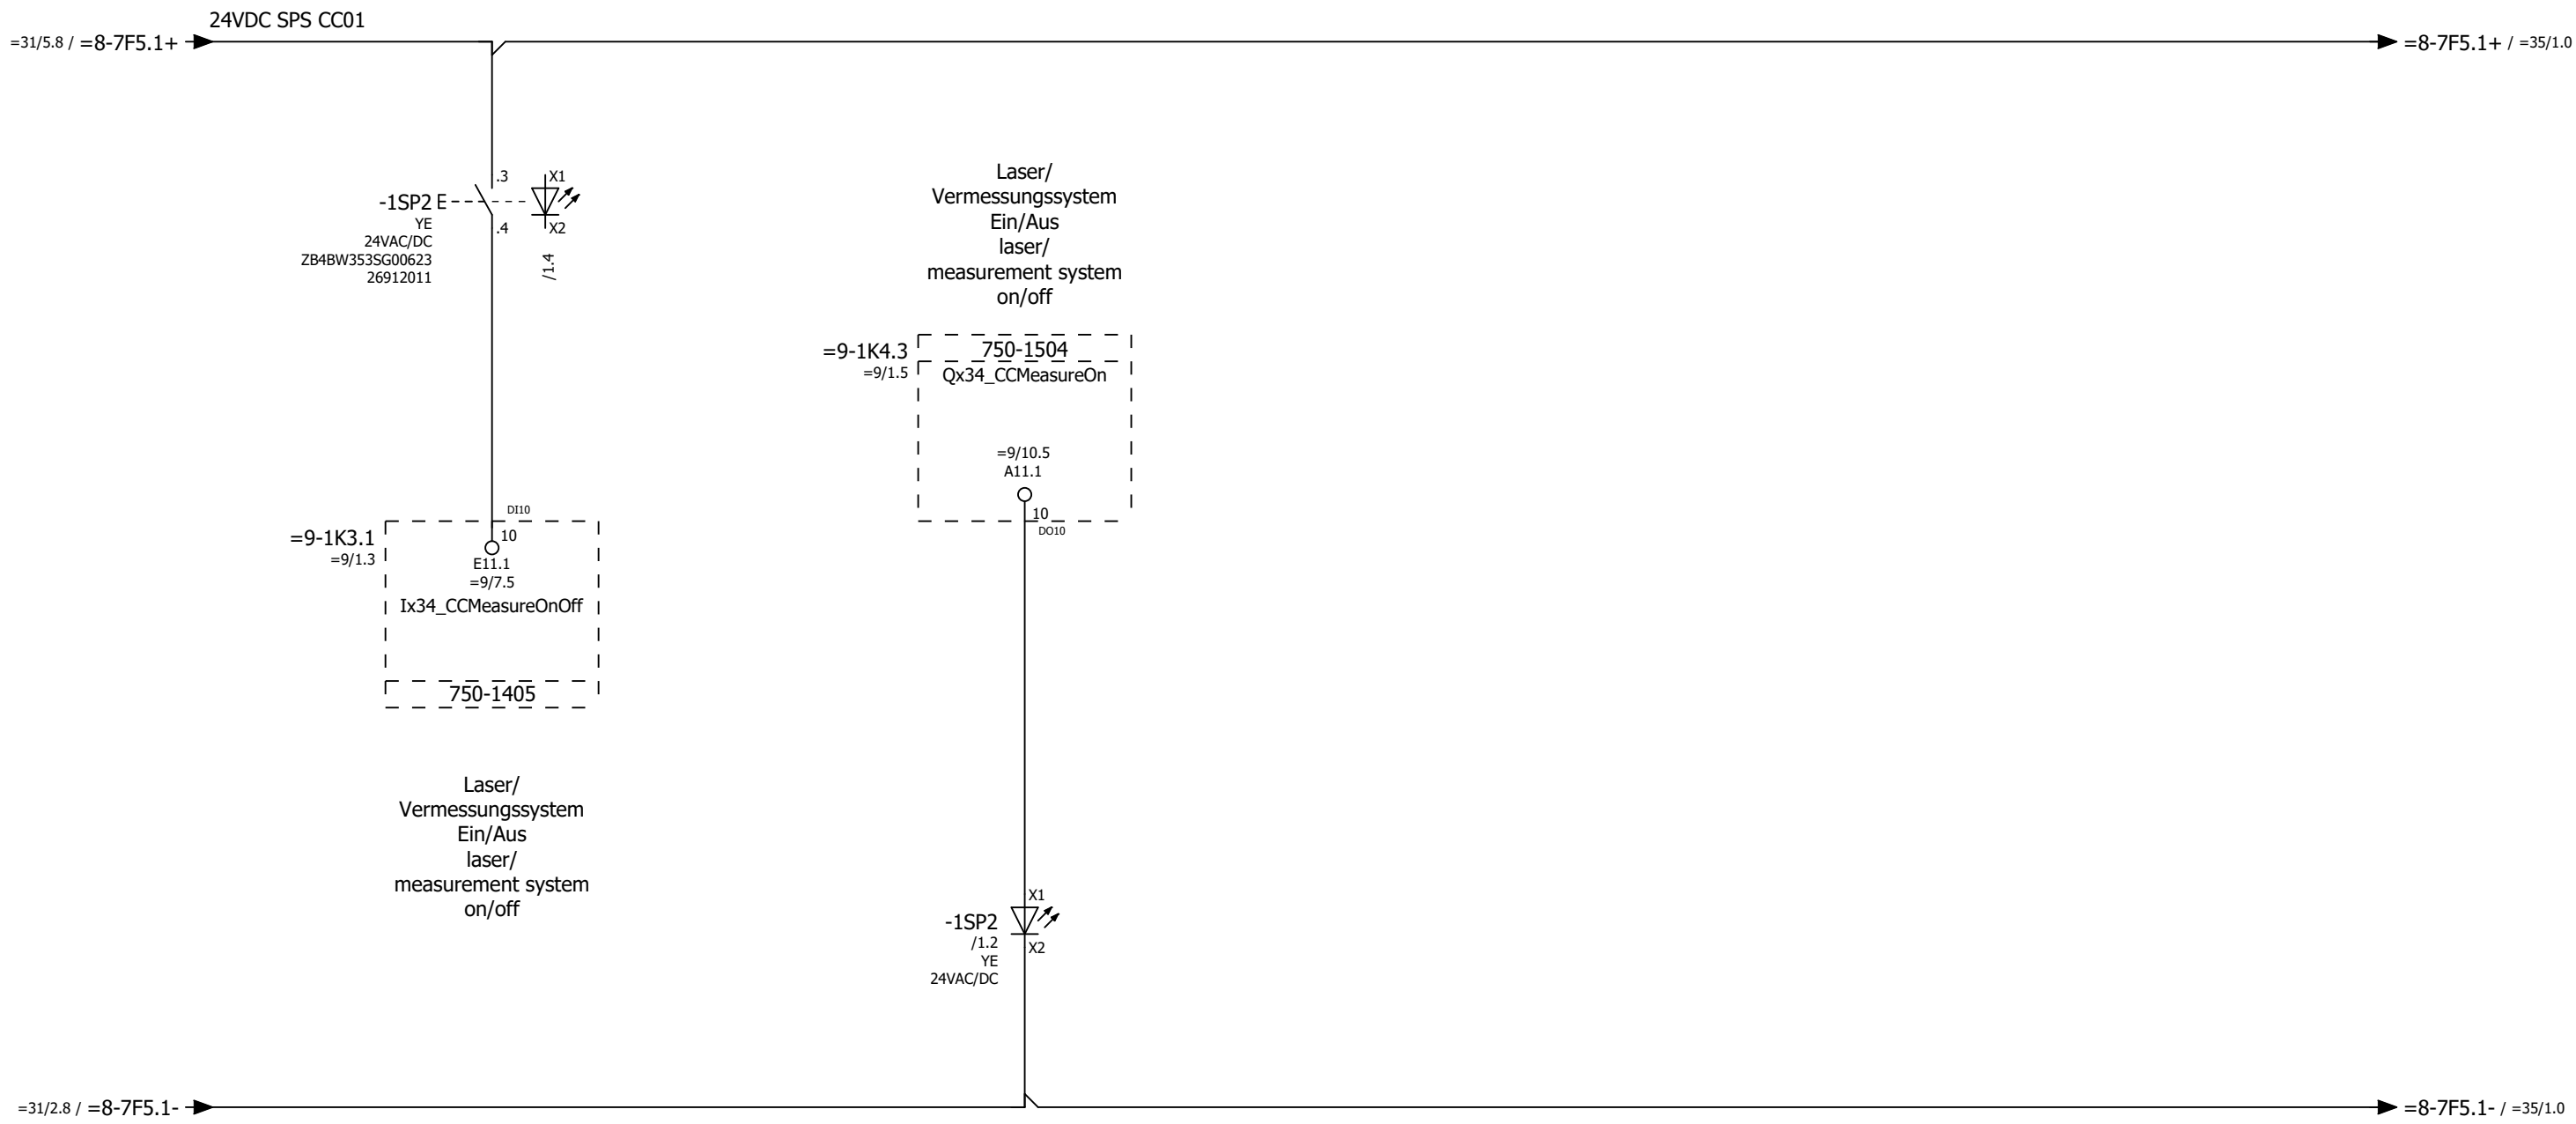 24VDC SPS CC01
=31/5.8 / =8-7F5.1+
=8-7F5.1+ / =35/1.0
.3
X1
-1SP2 E
YE
.4
X2
24VAC/DC
ZB4BW353SG00623
26912011
/1.4
Laser/
Vermessungssystem
Ein/Aus
laser/
measurement system
on/off
=9-1K4.3
=9/1.5
750-1504
Qx34_CCMeasureOn
=9/10.5
A11.1
10
DO10
DI10
=9-1K3.1
=9/1.3
10
E11.1
=9/7.5
Ix34_CCMeasureOnOff
750-1405
Laser/
Vermessungssystem
Ein/Aus
laser/
measurement system
on/off
X1
-1SP2
/1.2
X2
YE
24VAC/DC
=31/2.8 / =8-7F5.1-
=8-7F5.1- / =35/1.0